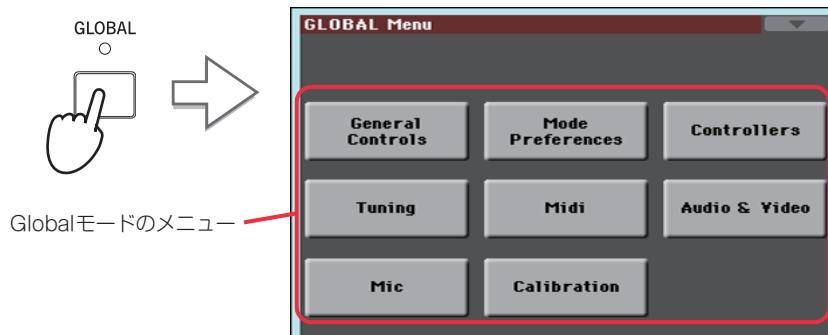 GLOBAL
GLOBAL Menu
General
Controls
Mode
Preferences
Controllers
Globalモードのメニュー
Tuning
Midi
Audio & Video
Mic
Calibration